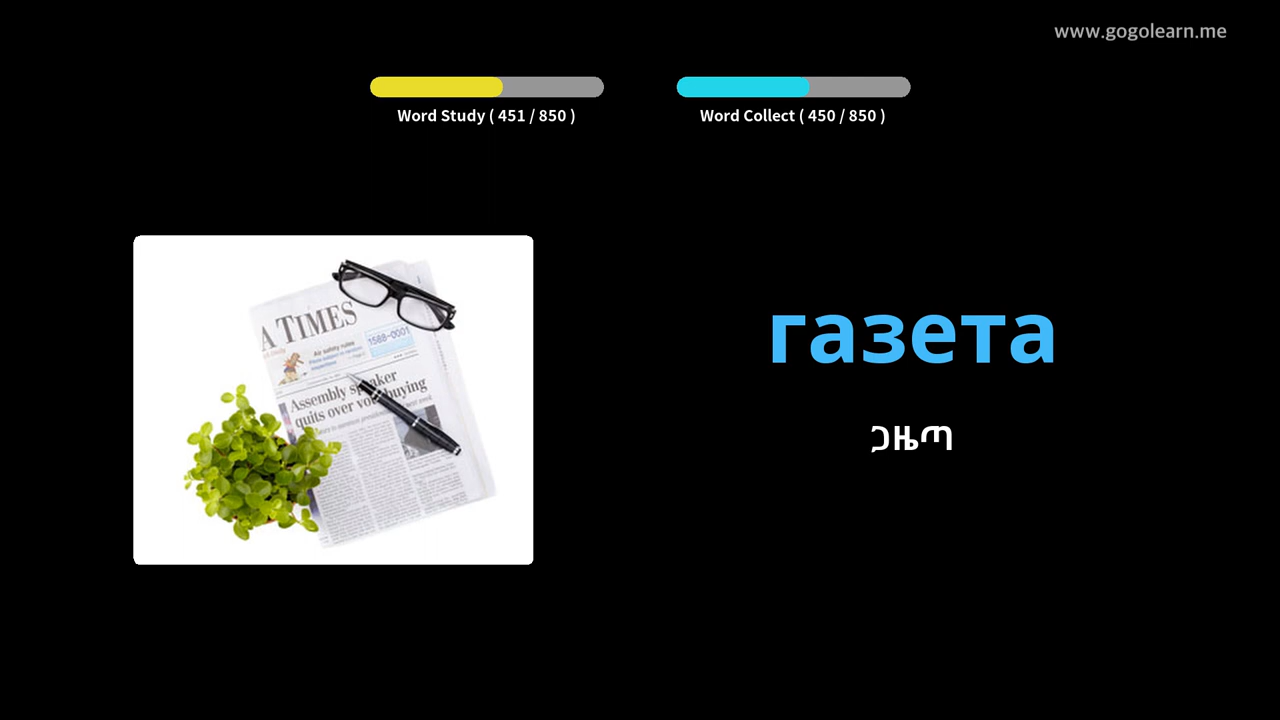 www.gogolearn.me
Word Study ( 451 / 850 )
Word Collect ( 450 / 850 )
A TIMES
1588-0001
Air safety rules
Assembly speaker
quits over vote buying
газета
ጋዜጣ